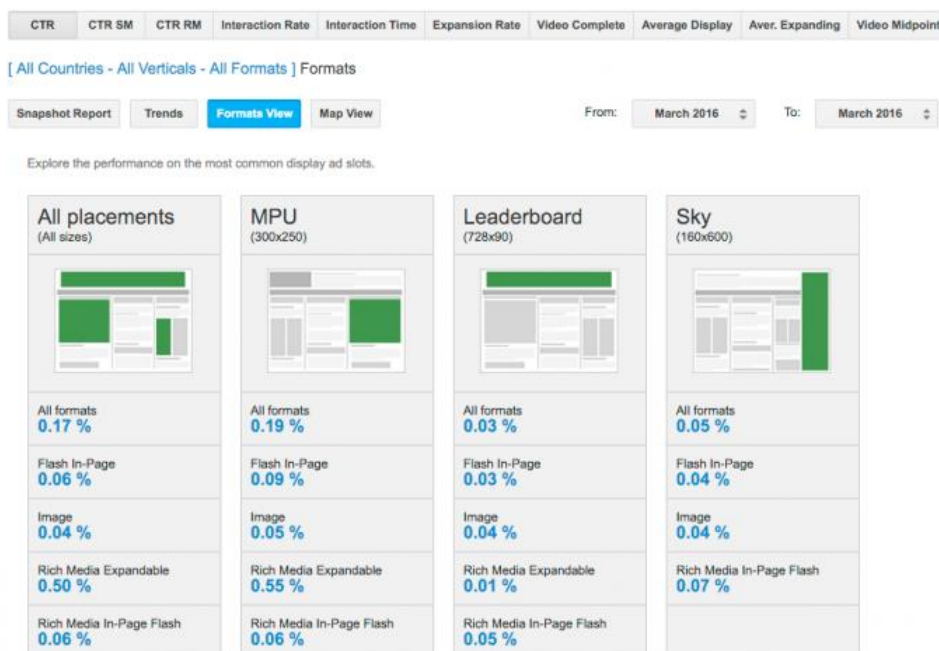 CTR CTR SM CTR RM Interaction Rate Interaction Time Expansion Rate Video Complete Average Display Aver. Expanding Video Midpoint
[ All Countries - All Verticals - All Formats ] Formats
Snapshot Report Trends Formats View Map View From: March 2016 To: March 2016
Explore the performance on the most common display ad slots.
All placements
(All sizes)
All formats
0.17 %
Flash In-Page
0.06 %
Image
0.04 %
Rich Media Expandable
0.50 %
Rich Media In-Page Flash
0.06 %
MPU
(300x250)
All formats
0.19 %
Flash In-Page
0.09 %
Image
0.05 %
Rich Media Expandable
0.55 %
Rich Media In-Page Flash
0.06 %
Leaderboard
(728x90)
All formats
0.03 %
Flash In-Page
0.03 %
Image
0.04 %
Rich Media Expandable
0.01 %
Rich Media In-Page Flash
0.05 %
Sky
(160x600)
All formats
0.05 %
Flash In-Page
0.04 %
Image
0.04 %
Rich Media In-Page Flash
0.07 %